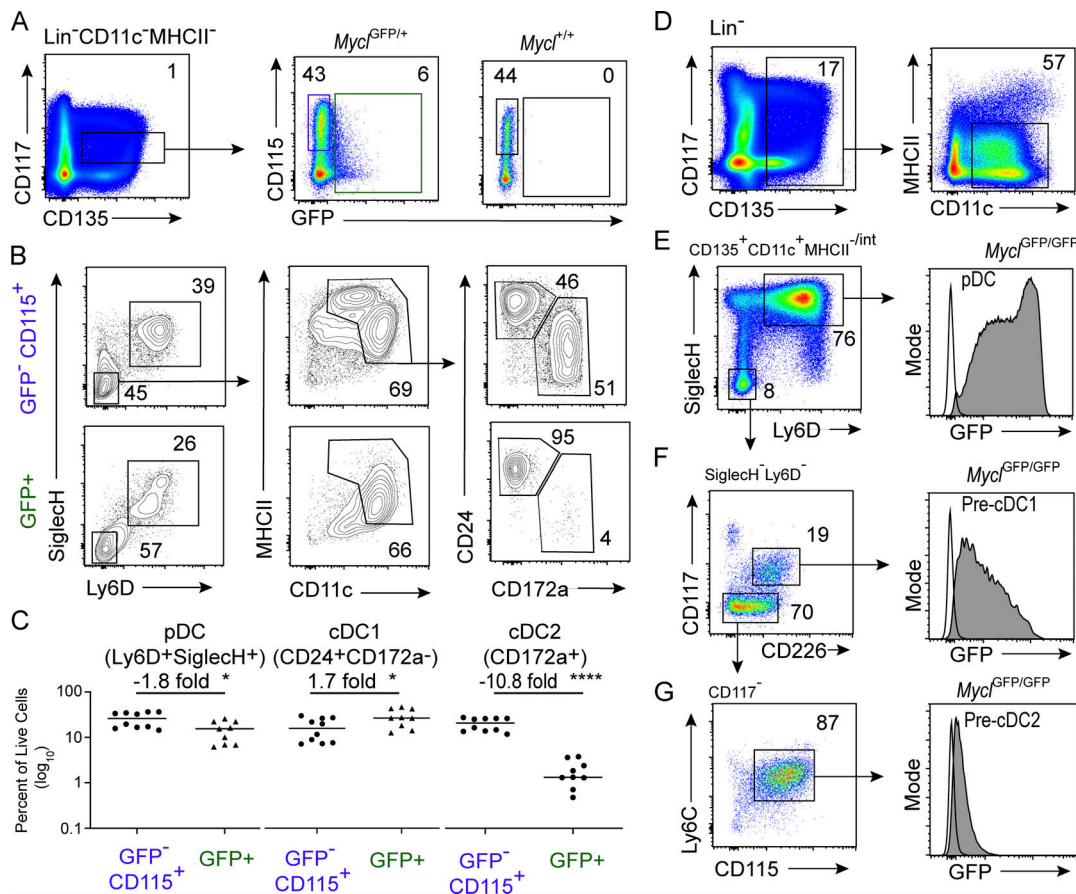 A
Lin⁻CD11c⁻MHCII⁻
1
CD117
CD135
Mycl^GFP/+
43
6
CD115
GFP
Mycl^+/+
44
0
B
GFP⁻ CD115⁺
39
45
69
46
51
GFP+
26
57
66
95
4
SiglecH
Ly6D
MHCII
CD11c
CD24
CD172a
C
pDC
(Ly6D+SiglecH+)
-1.8 fold *
cDC1
(CD24+CD172a-)
1.7 fold *
cDC2
(CD172a+)
-10.8 fold ****
Percent of Live Cells
(log₁₀)
100
10
1
0.1
GFP⁻
CD115⁺
GFP+
GFP⁻
CD115⁺
GFP+
GFP⁻
CD115⁺
GFP+
D
Lin⁻
17
CD117
CD135
57
MHCII
CD11c
E
CD135⁺CD11c⁺MHCII^-/int
76
8
SiglecH
Ly6D
Mycl^GFP/GFP
pDC
Mode
GFP
F
SiglecH⁻Ly6D⁻
19
70
CD117
CD226
Mycl^GFP/GFP
Pre-cDC1
Mode
GFP
G
CD117⁻
87
Ly6C
CD115
Mycl^GFP/GFP
Pre-cDC2
Mode
GFP